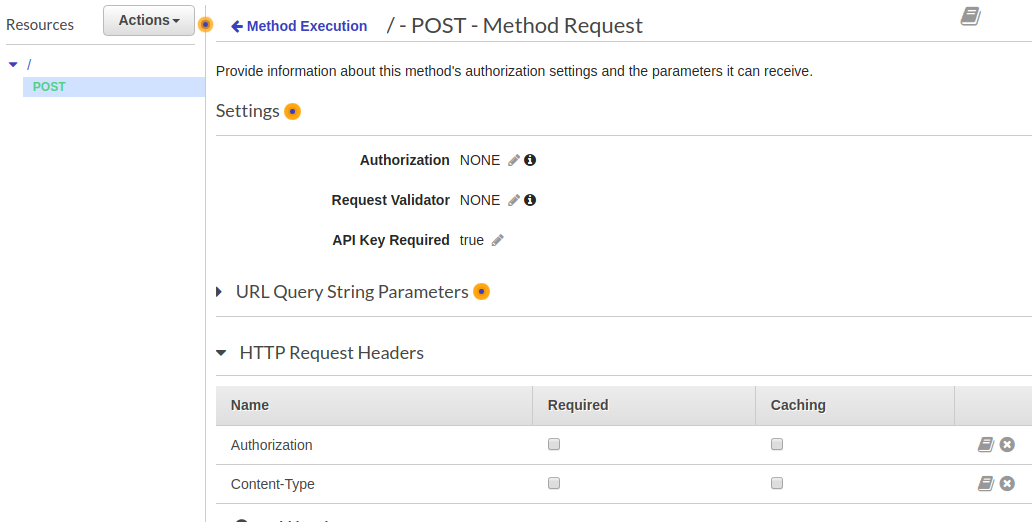 Resources
Actions
Method Execution
/ - POST - Method Request
/
POST
Provide information about this method's authorization settings and the parameters it can receive.
Settings
Authorization NONE
Request Validator NONE
API Key Required true
URL Query String Parameters
HTTP Request Headers
Name Required Caching
Authorization
Content-Type